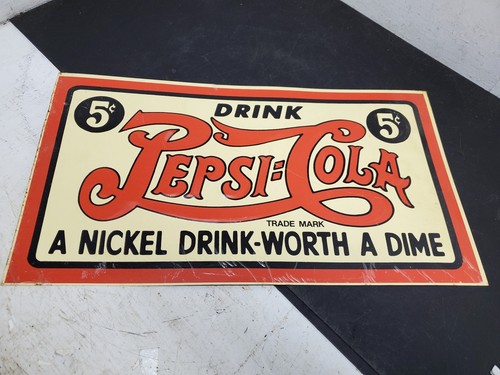 5¢ DRINK 5¢
PEPSI=COLA
TRADE MARK
A NICKEL DRINK-WORTH A DIME